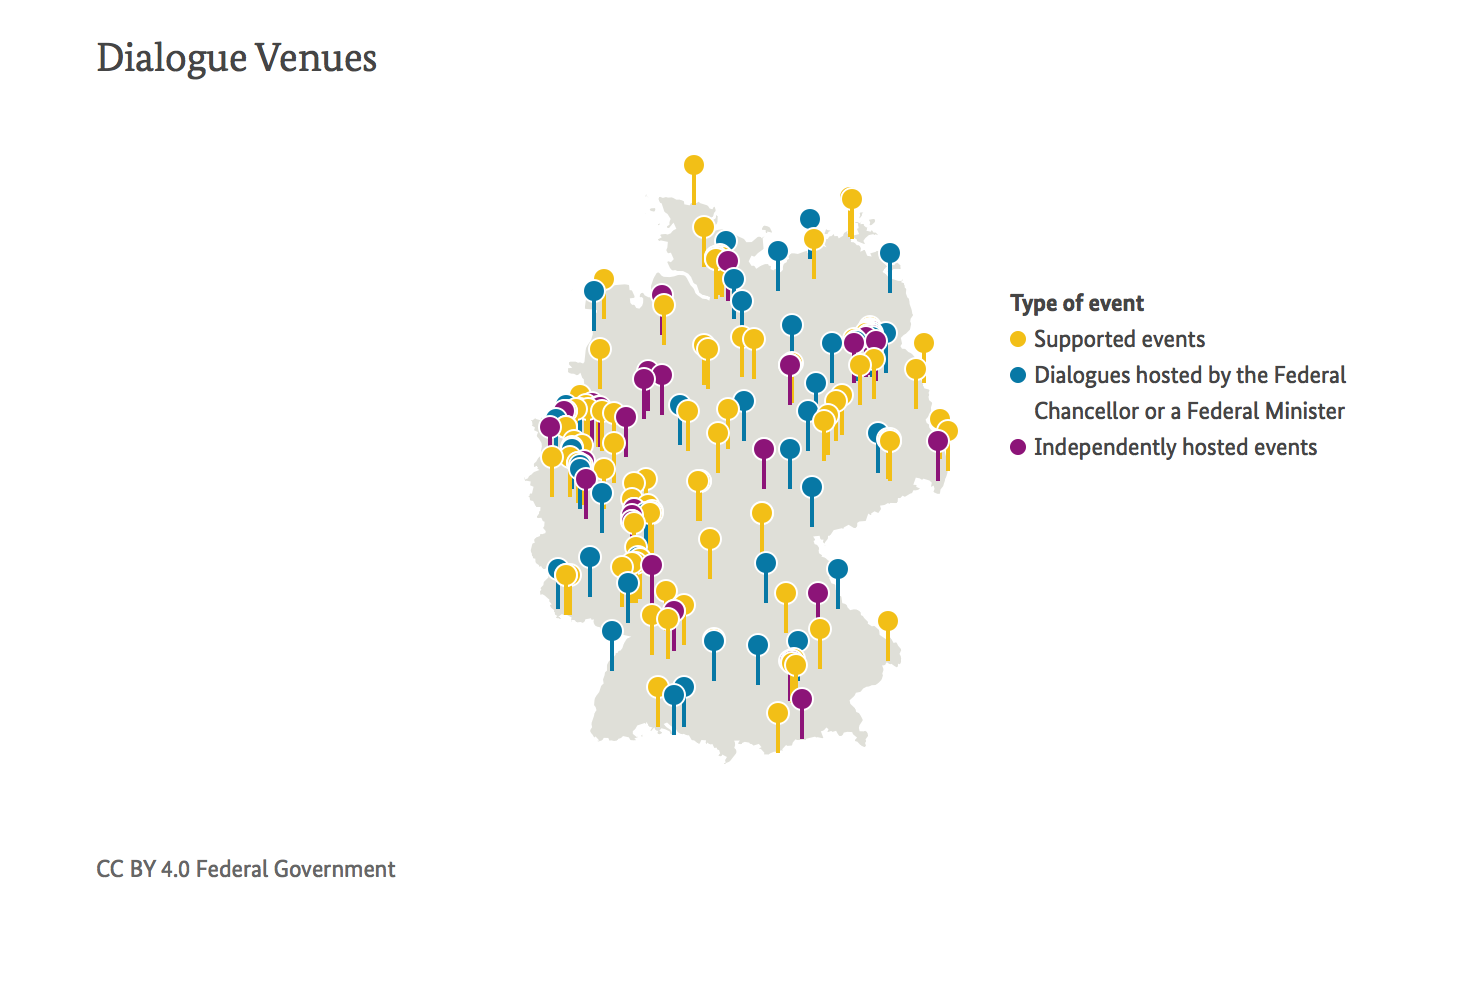 Dialogue Venues
Type of event
Supported events
Dialogues hosted by the Federal
Chancellor or a Federal Minister
Independently hosted events
CC BY 4.0 Federal Government